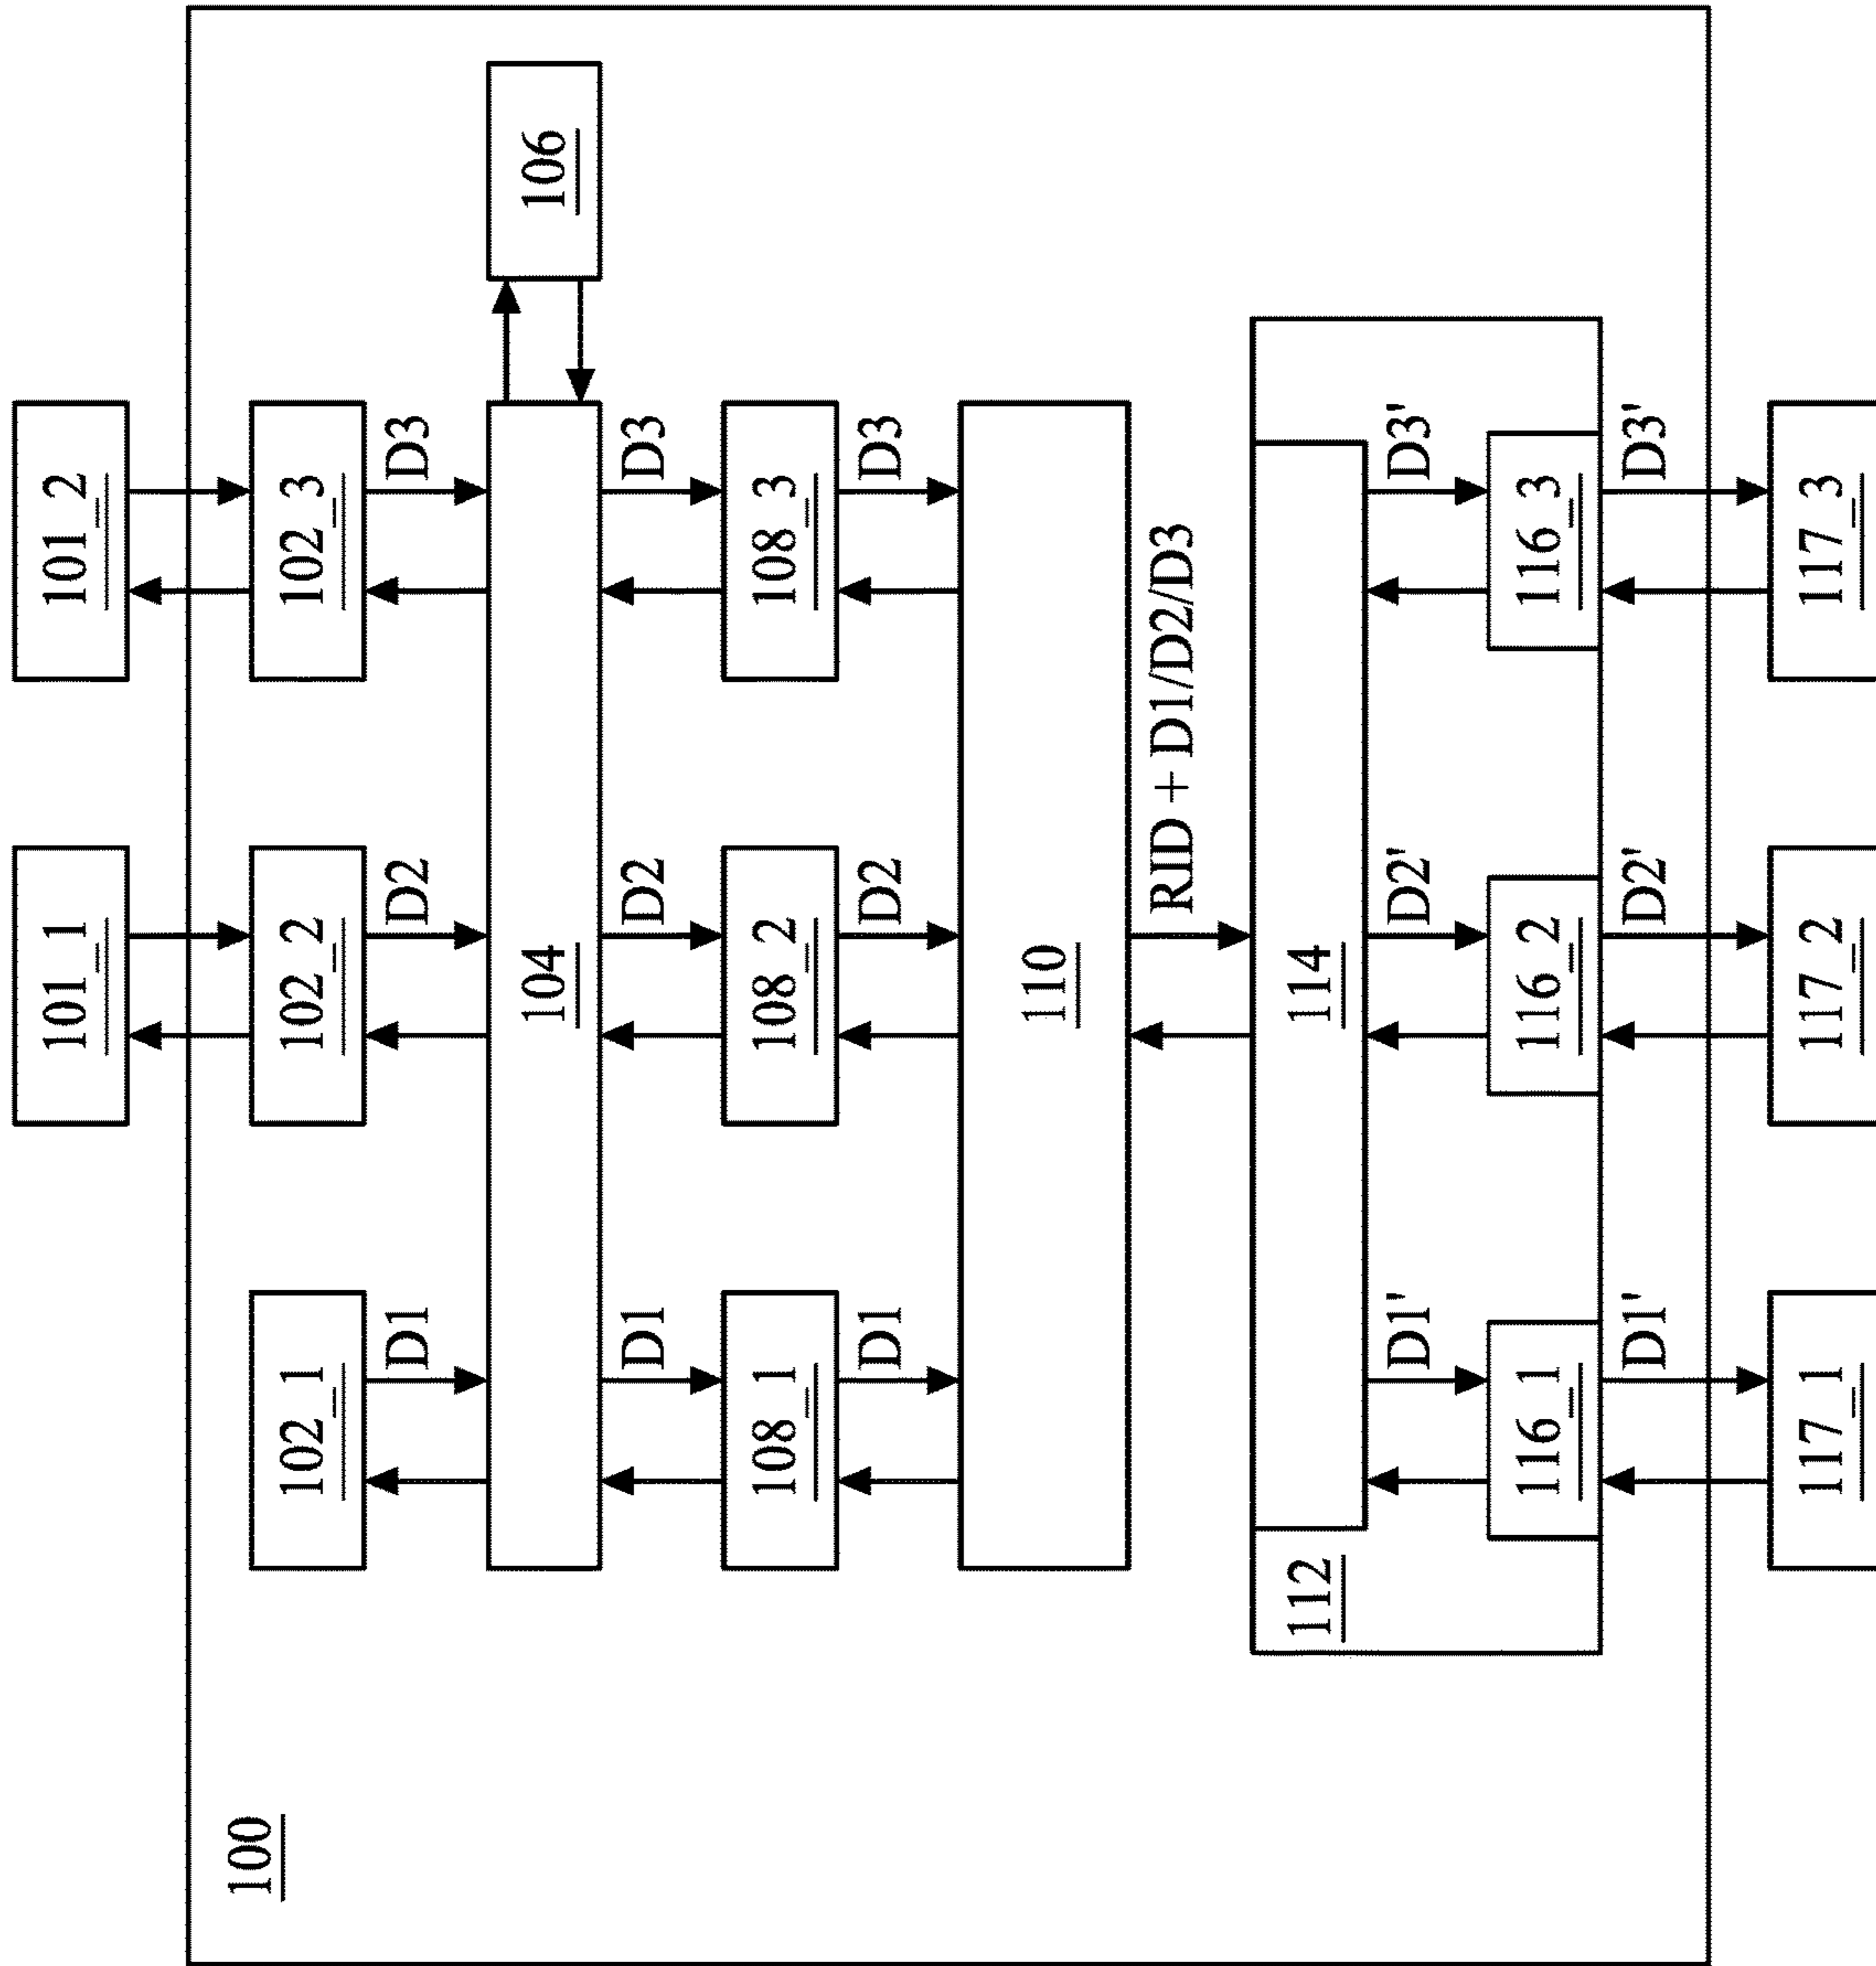 101_1 101_2
100
102_1 102_2 102_3
D1 D2 D3
104 106
D1 D2 D3
108_1 108_2 108_3
D1 D2 D3
110
RID + D1/D2/D3
112 114
D1' D2' D3'
116_1 116_2 116_3
D1' D2' D3'
117_1 117_2 117_3